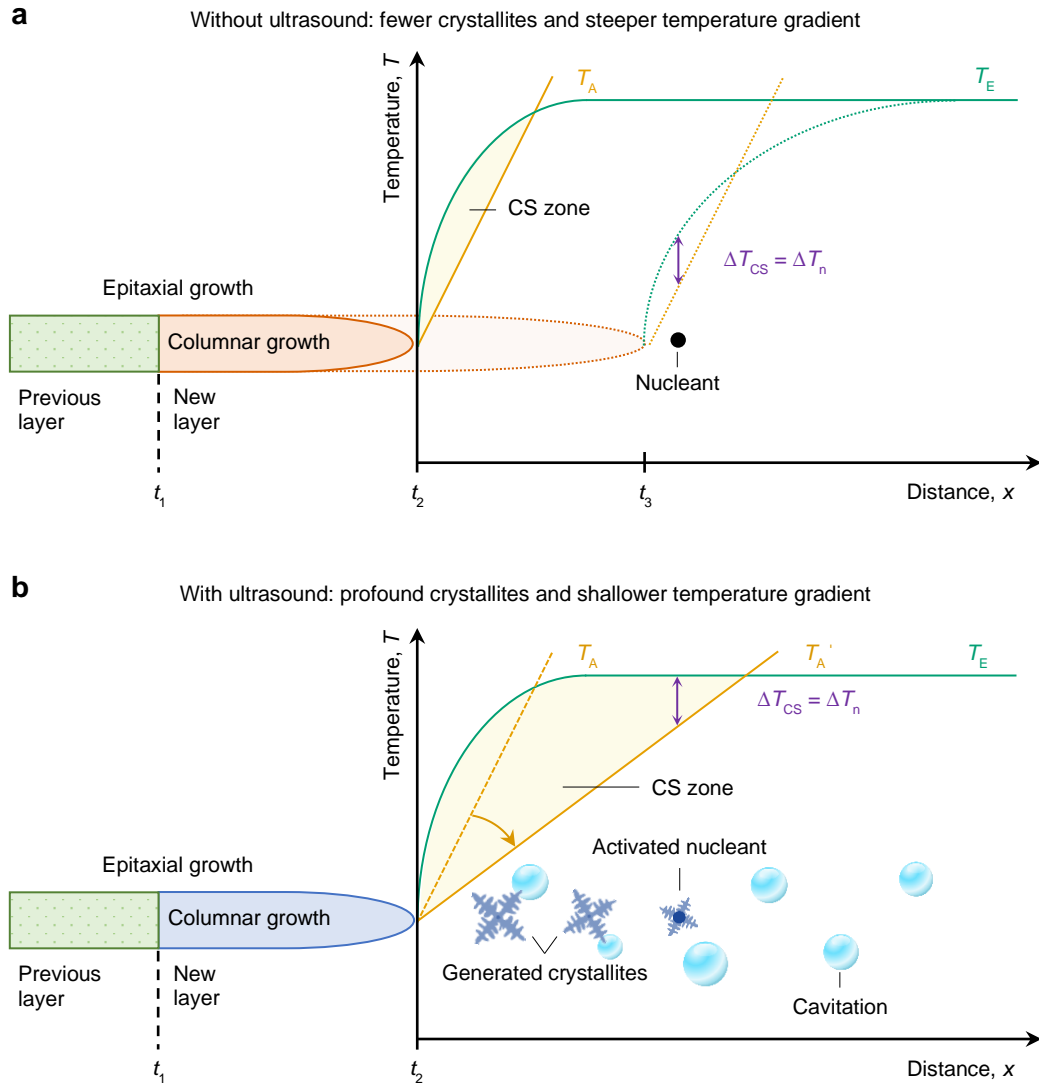 a
Without ultrasound: fewer crystallites and steeper temperature gradient
Temperature, T
T_A
T_E
CS zone
ΔT_CS = ΔT_n
Epitaxial growth
Columnar growth
Nucleant
Previous
layer
New
layer
t_1
t_2
t_3
Distance, x
b
With ultrasound: profound crystallites and shallower temperature gradient
Temperature, T
T_A
T_A'
T_E
ΔT_CS = ΔT_n
CS zone
Activated nucleant
Epitaxial growth
Columnar growth
Generated crystallites
Previous
layer
New
layer
Cavitation
t_1
t_2
Distance, x